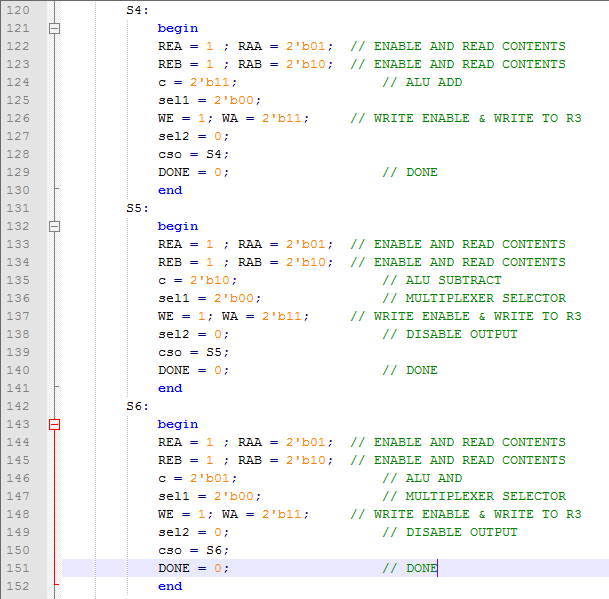 120 S4:
121 begin
122 REA = 1 ; RAA = 2'b01; // ENABLE AND READ CONTENTS
123 REB = 1 ; RAB = 2'b10; // ENABLE AND READ CONTENTS
124 c = 2'b11; // ALU ADD
125 sel1 = 2'b00;
126 WE = 1; WA = 2'b11; // WRITE ENABLE & WRITE TO R3
127 sel2 = 0;
128 cso = S4;
129 DONE = 0; // DONE
130 end
131 S5:
132 begin
133 REA = 1 ; RAA = 2'b01; // ENABLE AND READ CONTENTS
134 REB = 1 ; RAB = 2'b10; // ENABLE AND READ CONTENTS
135 c = 2'b10; // ALU SUBTRACT
136 sel1 = 2'b00; // MULTIPLEXER SELECTOR
137 WE = 1; WA = 2'b11; // WRITE ENABLE & WRITE TO R3
138 sel2 = 0; // DISABLE OUTPUT
139 cso = S5;
140 DONE = 0; // DONE
141 end
142 S6:
143 begin
144 REA = 1 ; RAA = 2'b01; // ENABLE AND READ CONTENTS
145 REB = 1 ; RAB = 2'b10; // ENABLE AND READ CONTENTS
146 c = 2'b01; // ALU AND
147 sel1 = 2'b00; // MULTIPLEXER SELECTOR
148 WE = 1; WA = 2'b11; // WRITE ENABLE & WRITE TO R3
149 sel2 = 0; // DISABLE OUTPUT
150 cso = S6;
151 DONE = 0; // DONE
152 end